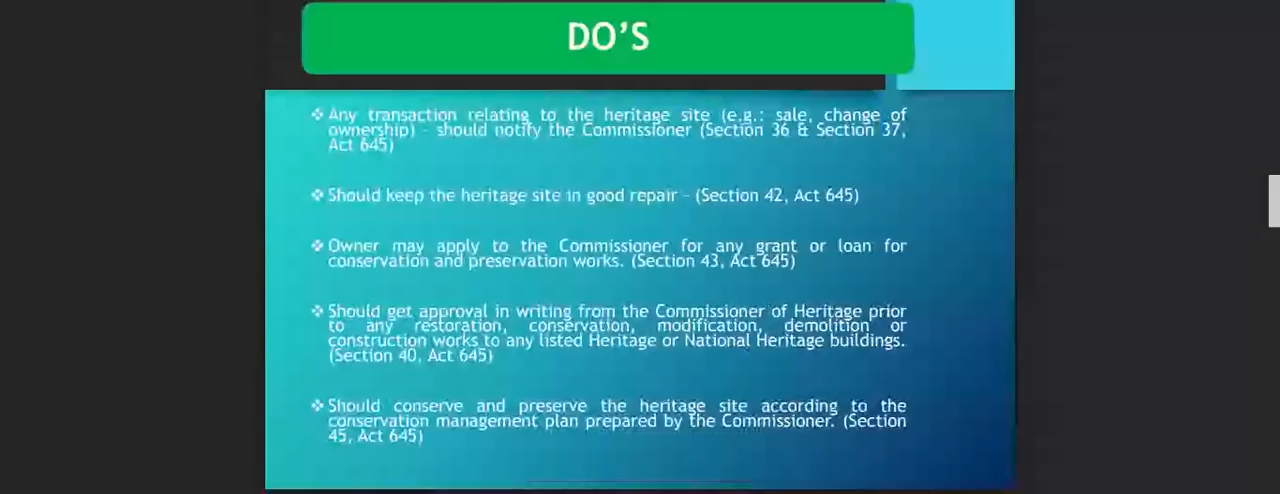 DO'S
❖Any transaction relating to the heritage site (e.g.: sale, change of
ownership) – should notify the Commissioner (Section 36 & Section 37,
Act 645)
❖Should keep the heritage site in good repair – (Section 42, Act 645)
❖Owner may apply to the Commissioner for any grant or loan for
conservation and preservation works. (Section 43, Act 645)
❖Should get approval in writing from the Commissioner of Heritage prior
to any restoration, conservation, modification, demolition or
construction works to any listed Heritage or National Heritage buildings.
(Section 40, Act 645)
❖Should conserve and preserve the heritage site according to the
conservation management plan prepared by the Commissioner. (Section
45, Act 645)